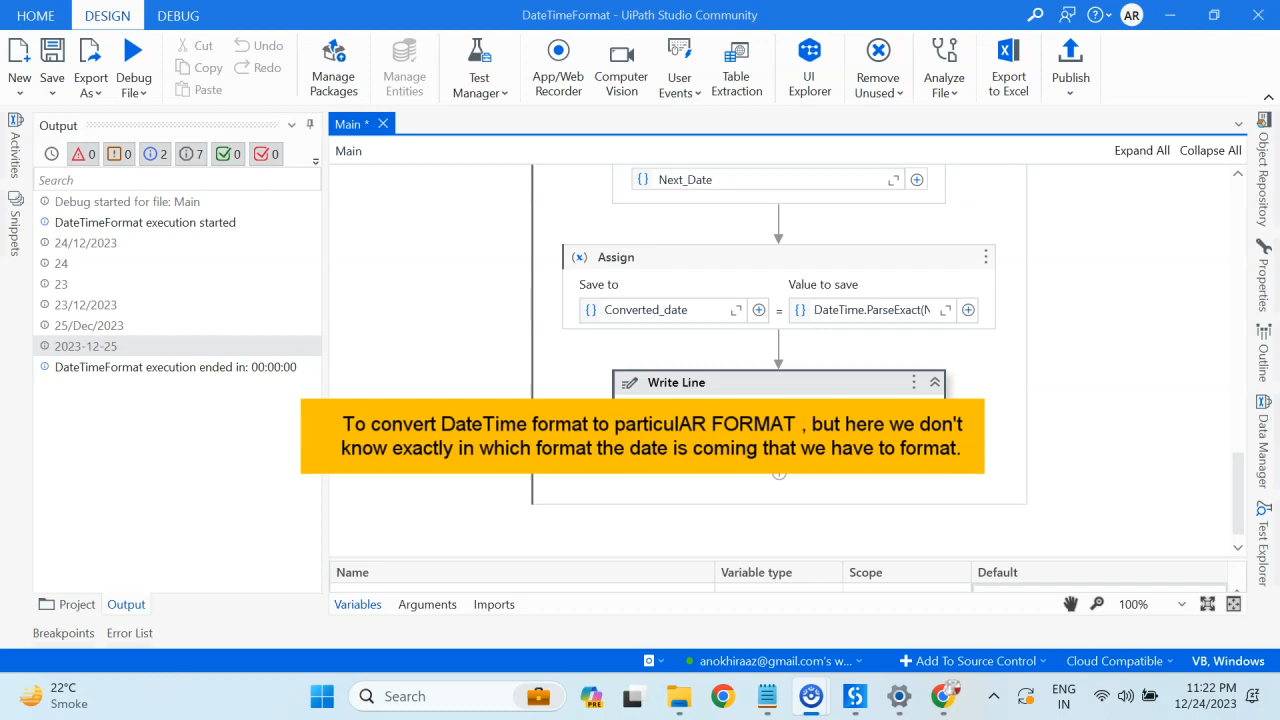 HOME
DESIGN
DEBUG
DateTimeFormat - UiPath Studio Community
AR
New
Save
Export As
Debug File
Cut
Copy
Paste
Undo
Redo
Manage Packages
Manage Entities
Test Manager
App/Web Recorder
Computer Vision
User Events
Table Extraction
UI Explorer
Remove Unused
Analyze File
Export to Excel
Publish
Activities
Snippets
Output
0
0
2
7
0
0
Search
Debug started for file: Main
DateTimeFormat execution started
24/12/2023
24
23
23/12/2023
25/Dec/2023
2023-12-25
DateTimeFormat execution ended in: 00:00:00
Project
Output
Breakpoints
Error List
Main *
Main
Expand All
Collapse All
Next_Date
Assign
Save to
Value to save
Converted_date
=
DateTime.ParseExact(N
Write Line
To convert DateTime format to particulAR FORMAT , but here we don't
know exactly in which format the date is coming that we have to format.
Name
Variable type
Scope
Default
Variables
Arguments
Imports
100%
Object Repository
Properties
Outline
Data Manager
Test Explorer
anokhiraaz@gmail.com's w...
Add To Source Control
Cloud Compatible
VB, Windows
22°C
Smoke
Search
PRE
ENG
IN
11:22 PM
12/24/2023